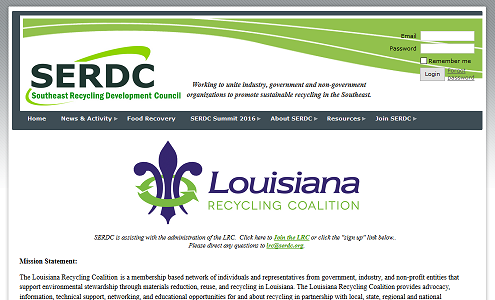 Email
Password
Remember me
Login Forgot password
SERDC
Southeast Recycling Development Council
Working to unite industry, government and non-government
organizations to promote sustainable recycling in the Southeast.
Home News & Activity Food Recovery SERDC Summit 2016 About SERDC Resources Join SERDC
Louisiana
RECYCLING COALITION
SERDC is assisting with the administration of the LRC. Click here to Join the LRC or click the "sign up" link below..
Please direct any questions to lrc@serdc.org.
Mission Statement:
The Louisiana Recycling Coalition is a membership based network of individuals and representatives from government, industry, and non-profit entities that
support environmental stewardship through materials reduction, reuse, and recycling in Louisiana. The Louisiana Recycling Coalition provides advocacy,
information, technical support, networking, and educational opportunities for and about recycling in partnership with local, state, regional and national